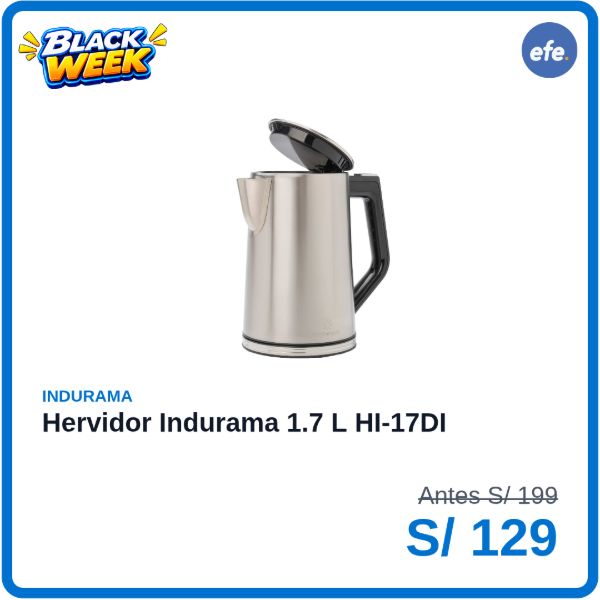 BLACK
WEEK
efe.
INDURAMA
Hervidor Indurama 1.7 L HI-17DI
Antes S/ 199
S/ 129